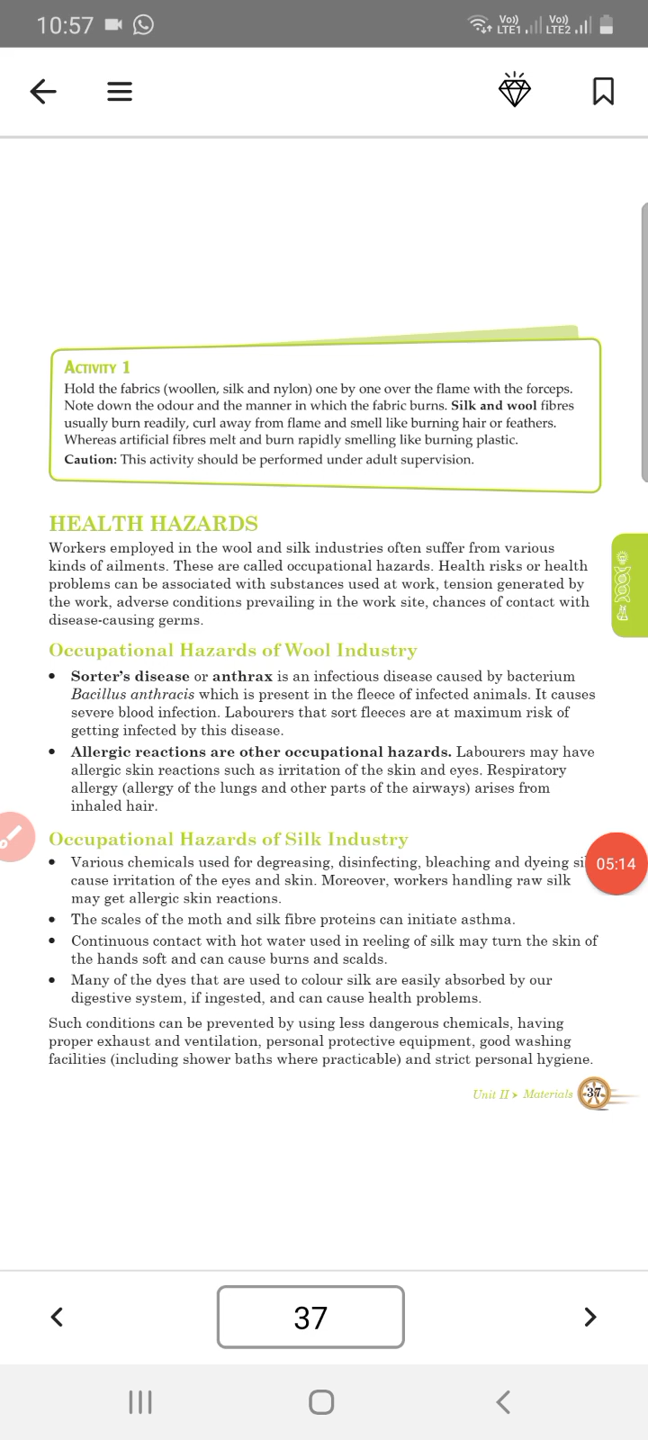 10:57
Vo)) LTE1 Vo)) LTE2
ACTIVITY 1
Hold the fabrics (woollen, silk and nylon) one by one over the flame with the forceps.
Note down the odour and the manner in which the fabric burns. Silk and wool fibres
usually burn readily, curl away from flame and smell like burning hair or feathers.
Whereas artificial fibres melt and burn rapidly smelling like burning plastic.
Caution: This activity should be performed under adult supervision.
HEALTH HAZARDS
Workers employed in the wool and silk industries often suffer from various
kinds of ailments. These are called occupational hazards. Health risks or health
problems can be associated with substances used at work, tension generated by
the work, adverse conditions prevailing in the work site, chances of contact with
disease-causing germs.
Occupational Hazards of Wool Industry
• Sorter's disease or anthrax is an infectious disease caused by bacterium
Bacillus anthracis which is present in the fleece of infected animals. It causes
severe blood infection. Labourers that sort fleeces are at maximum risk of
getting infected by this disease.
• Allergic reactions are other occupational hazards. Labourers may have
allergic skin reactions such as irritation of the skin and eyes. Respiratory
allergy (allergy of the lungs and other parts of the airways) arises from
inhaled hair.
Occupational Hazards of Silk Industry
• Various chemicals used for degreasing, disinfecting, bleaching and dyeing si
05:14
cause irritation of the eyes and skin. Moreover, workers handling raw silk
may get allergic skin reactions.
• The scales of the moth and silk fibre proteins can initiate asthma.
• Continuous contact with hot water used in reeling of silk may turn the skin of
the hands soft and can cause burns and scalds.
• Many of the dyes that are used to colour silk are easily absorbed by our
digestive system, if ingested, and can cause health problems.
Such conditions can be prevented by using less dangerous chemicals, having
proper exhaust and ventilation, personal protective equipment, good washing
facilities (including shower baths where practicable) and strict personal hygiene.
Unit II ➤ Materials 37
37